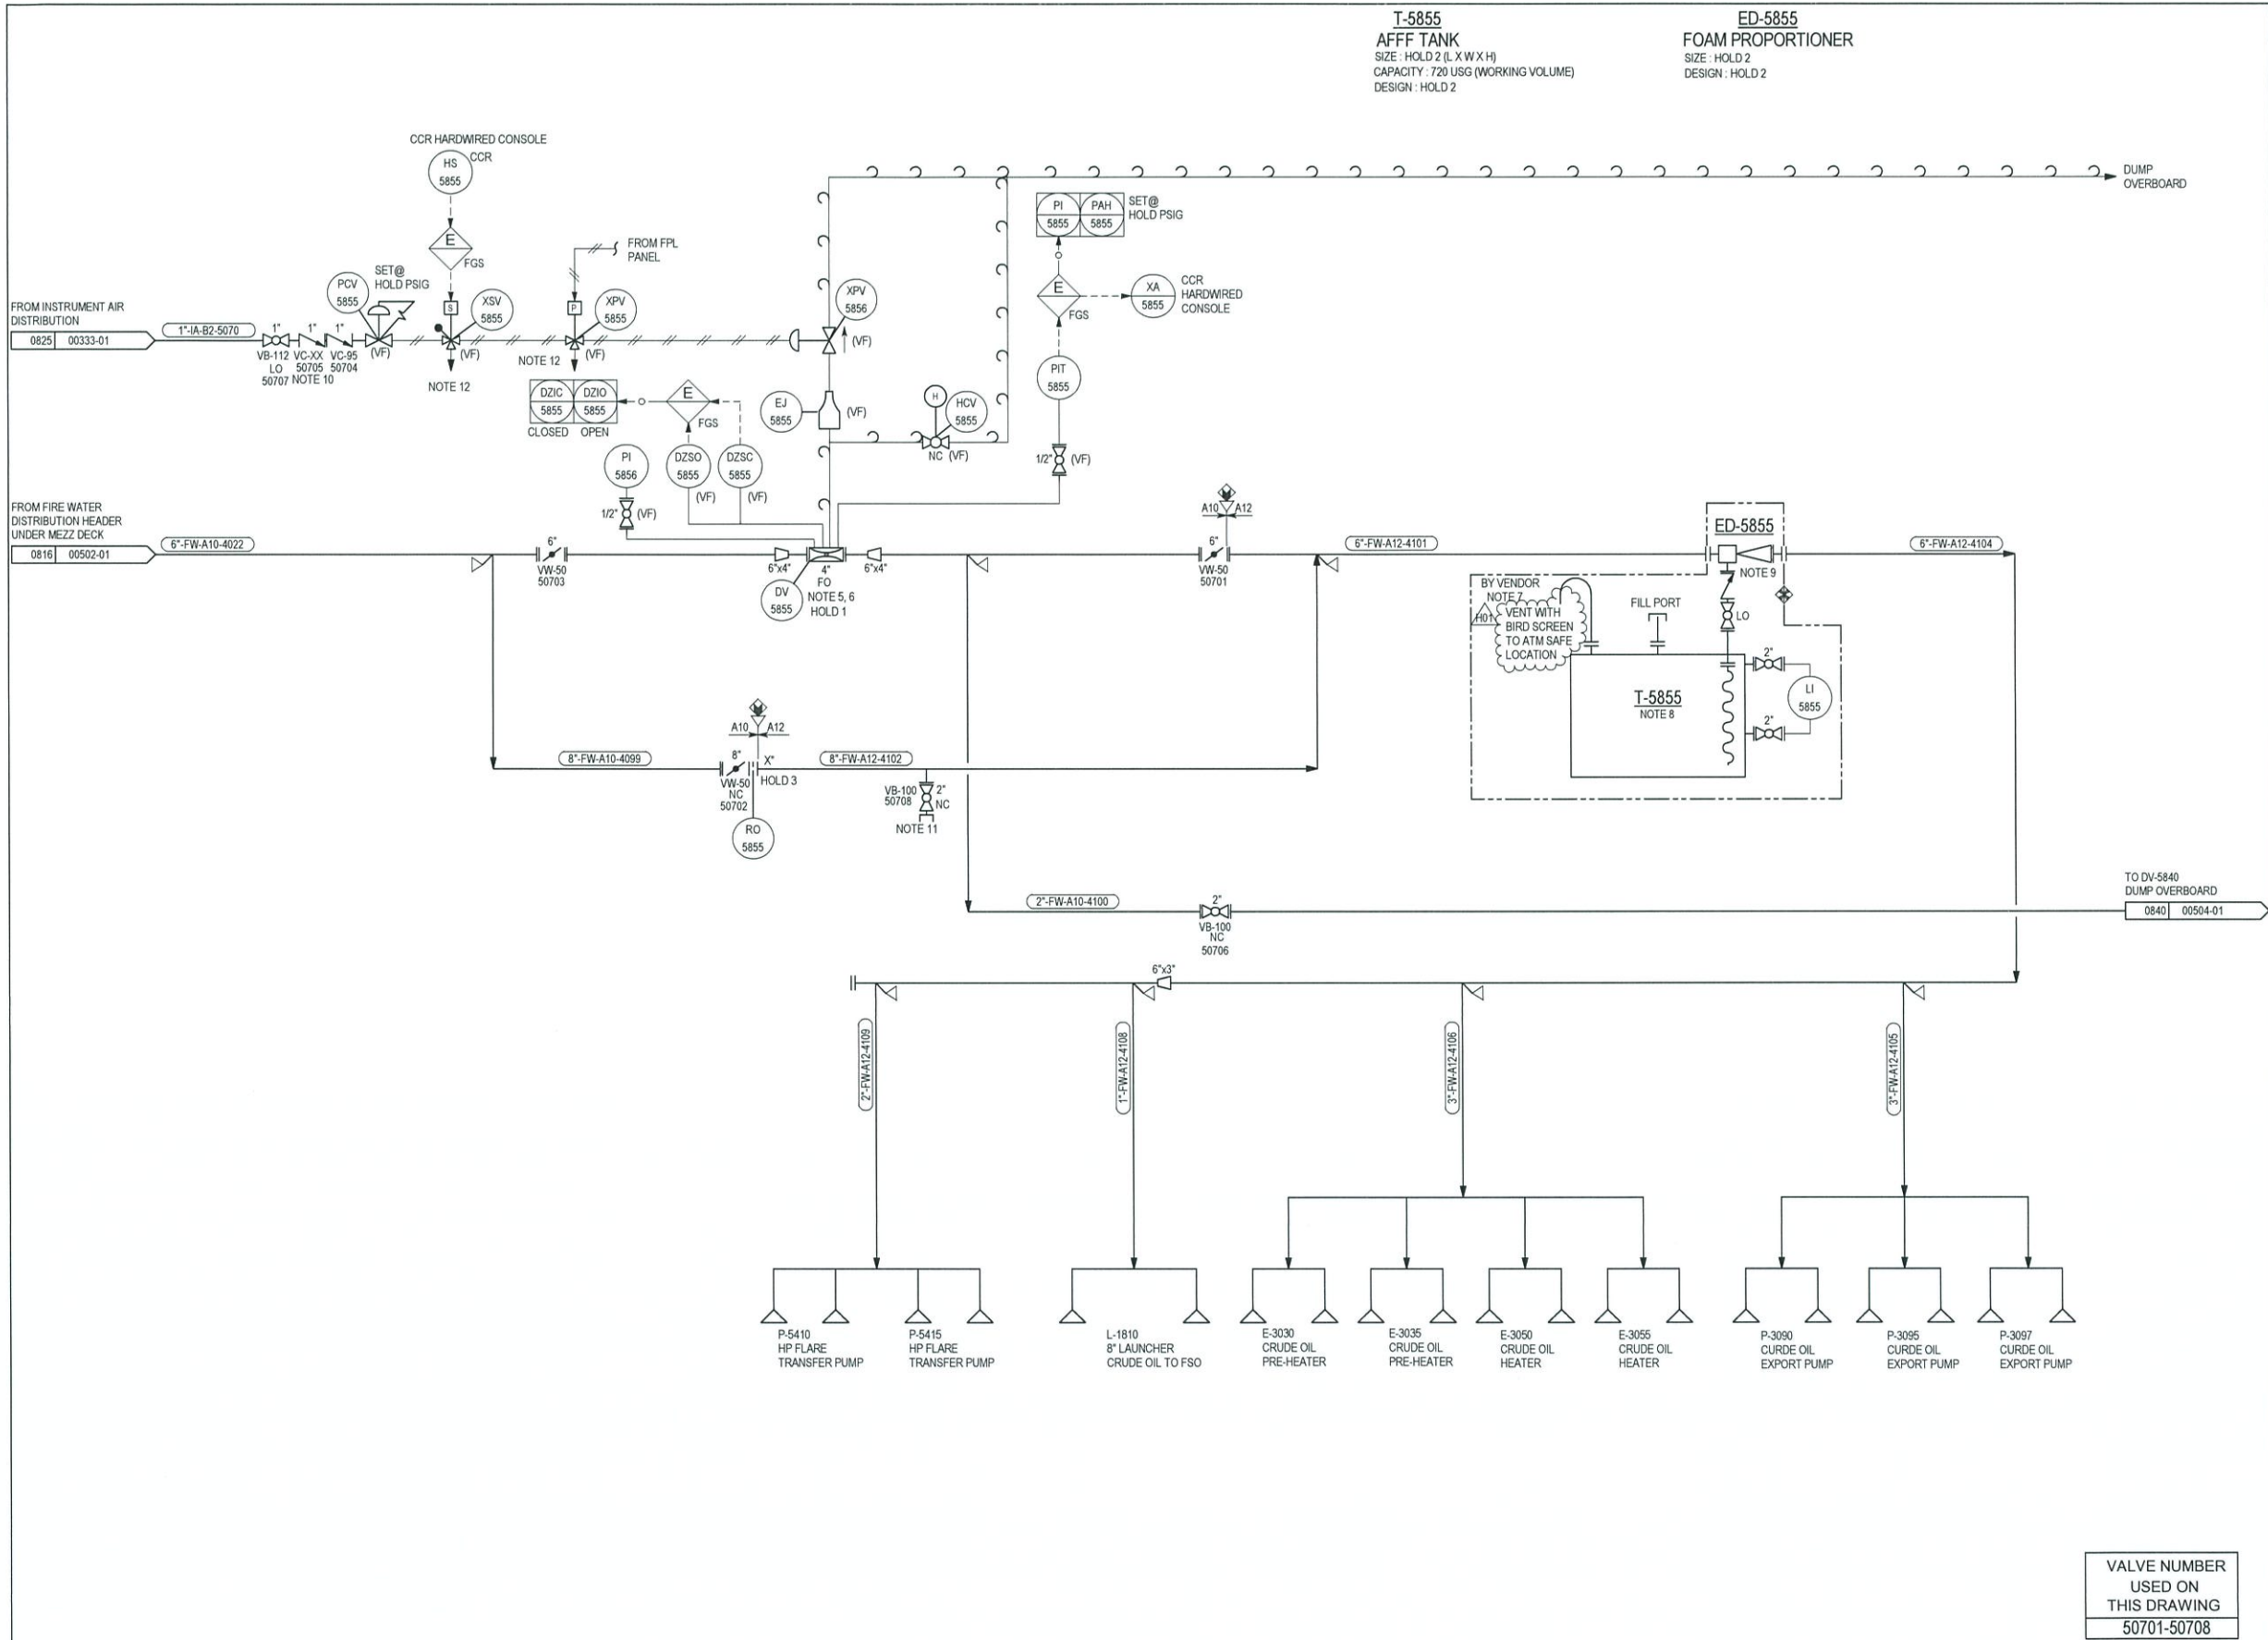 T-5855
AFFF TANK
SIZE : HOLD 2 (L X W X H)
CAPACITY : 720 USG (WORKING VOLUME)
DESIGN : HOLD 2
ED-5855
FOAM PROPORTIONER
SIZE : HOLD 2
DESIGN : HOLD 2
CCR HARDWIRED CONSOLE
HS
5855
CCR
E
FGS
DUMP
OVERBOARD
PI
5855
PAH
5855
SET@
HOLD PSIG
FROM FPL
PANEL
PCV
5855
SET@
HOLD PSIG
S
XSV
5855
P
XPV
5855
XPV
5856
E
FGS
XA
5855
CCR
HARDWIRED
CONSOLE
FROM INSTRUMENT AIR
DISTRIBUTION
0825 00333-01
1"-IA-B2-5070
1"
1"
1"
VB-112
LO
50707
VC-XX
50705
NOTE 10
VC-95
50704
(VF)
(VF)
NOTE 12
NOTE 12
(VF)
(VF)
PIT
5855
DZIC
5855
DZIO
5855
CLOSED
OPEN
E
FGS
EJ
5855
(VF)
H
HCV
5855
NC (VF)
1/2"
(VF)
PI
5856
DZSO
5855
DZSC
5855
(VF)
(VF)
1/2"
(VF)
FROM FIRE WATER
DISTRIBUTION HEADER
UNDER MEZZ DECK
0816 00502-01
6"-FW-A10-4022
6"
VW-50
50703
6"x4"
4"
FO
NOTE 5, 6
HOLD 1
6"x4"
DV
5855
A10 A12
6"
VW-50
50701
6"-FW-A12-4101
ED-5855
NOTE 9
6"-FW-A12-4104
BY VENDOR
NOTE 7
H01
VENT WITH
BIRD SCREEN
TO ATM SAFE
LOCATION
FILL PORT
LO
2"
T-5855
NOTE 8
LI
5855
2"
A10 A12
8"-FW-A10-4099
8"
VW-50
NC
50702
X"
HOLD 3
8"-FW-A12-4102
RO
5855
VB-100
50708
2"
NC
NOTE 11
2"-FW-A10-4100
2"
VB-100
NC
50706
TO DV-5840
DUMP OVERBOARD
0840 00504-01
6"x3"
2"-FW-A12-4109
1"-FW-A12-4108
3"-FW-A12-4106
3"-FW-A12-4105
P-5410
HP FLARE
TRANSFER PUMP
P-5415
HP FLARE
TRANSFER PUMP
L-1810
8" LAUNCHER
CRUDE OIL TO FSO
E-3030
CRUDE OIL
PRE-HEATER
E-3035
CRUDE OIL
PRE-HEATER
E-3050
CRUDE OIL
HEATER
E-3055
CRUDE OIL
HEATER
P-3090
CURDE OIL
EXPORT PUMP
P-3095
CURDE OIL
EXPORT PUMP
P-3097
CURDE OIL
EXPORT PUMP
VALVE NUMBER
USED ON
THIS DRAWING
50701-50708